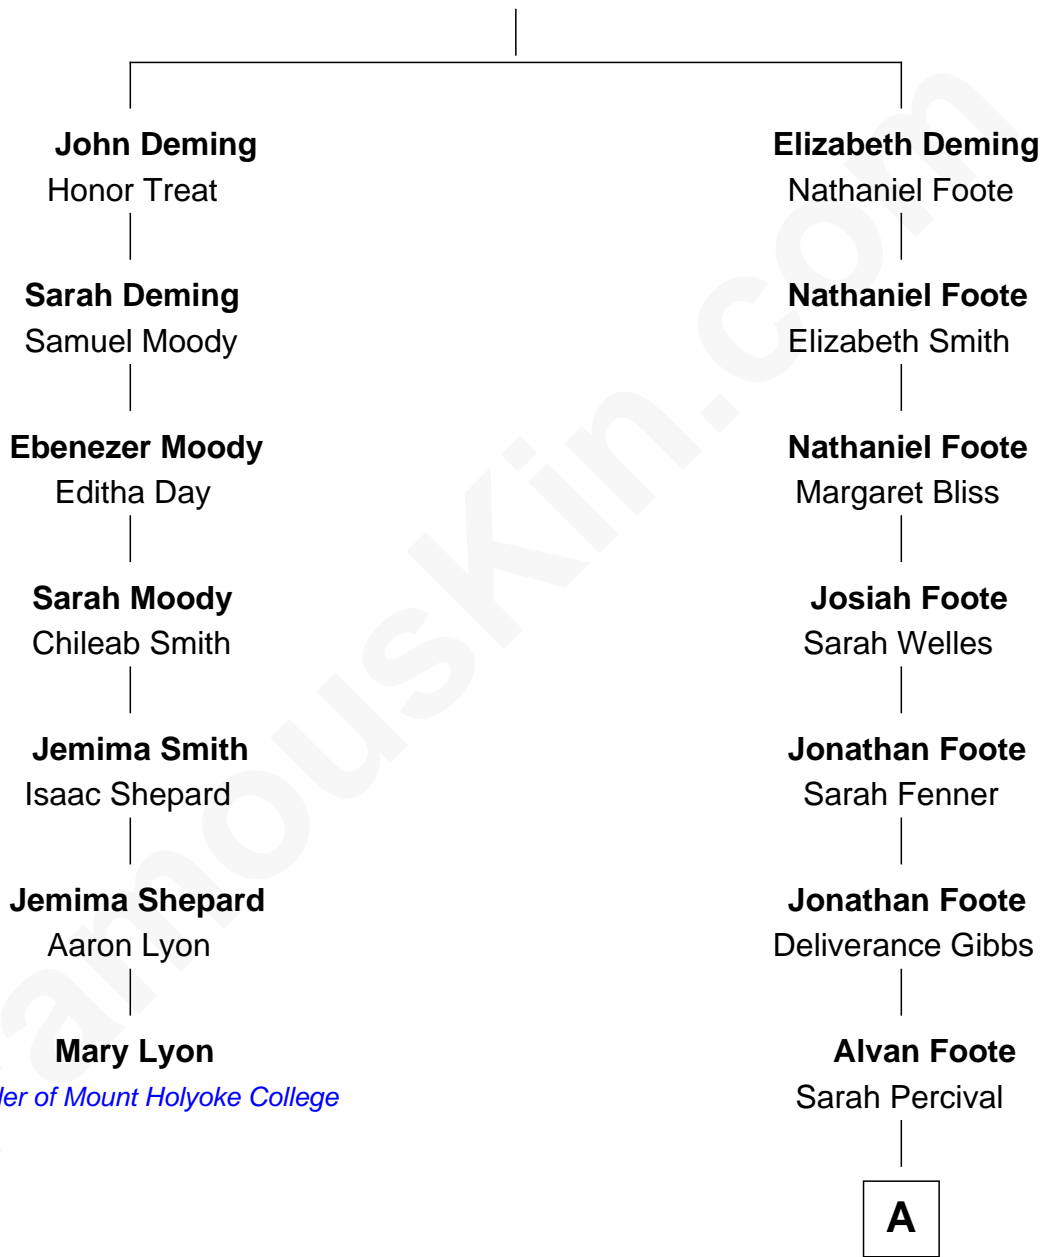 John Deming
Honor Treat
Elizabeth Deming
Nathaniel Foote
Sarah Deming
Samuel Moody
Nathaniel Foote
Elizabeth Smith
Ebenezer Moody
Editha Day
Nathaniel Foote
Margaret Bliss
Sarah Moody
Chileab Smith
Josiah Foote
Sarah Welles
Jemima Smith
Isaac Shepard
Jonathan Foote
Sarah Fenner
Jemima Shepard
Aaron Lyon
Jonathan Foote
Deliverance Gibbs
Mary Lyon
der of Mount Holyoke College
Alvan Foote
Sarah Percival
A
amousKin.com